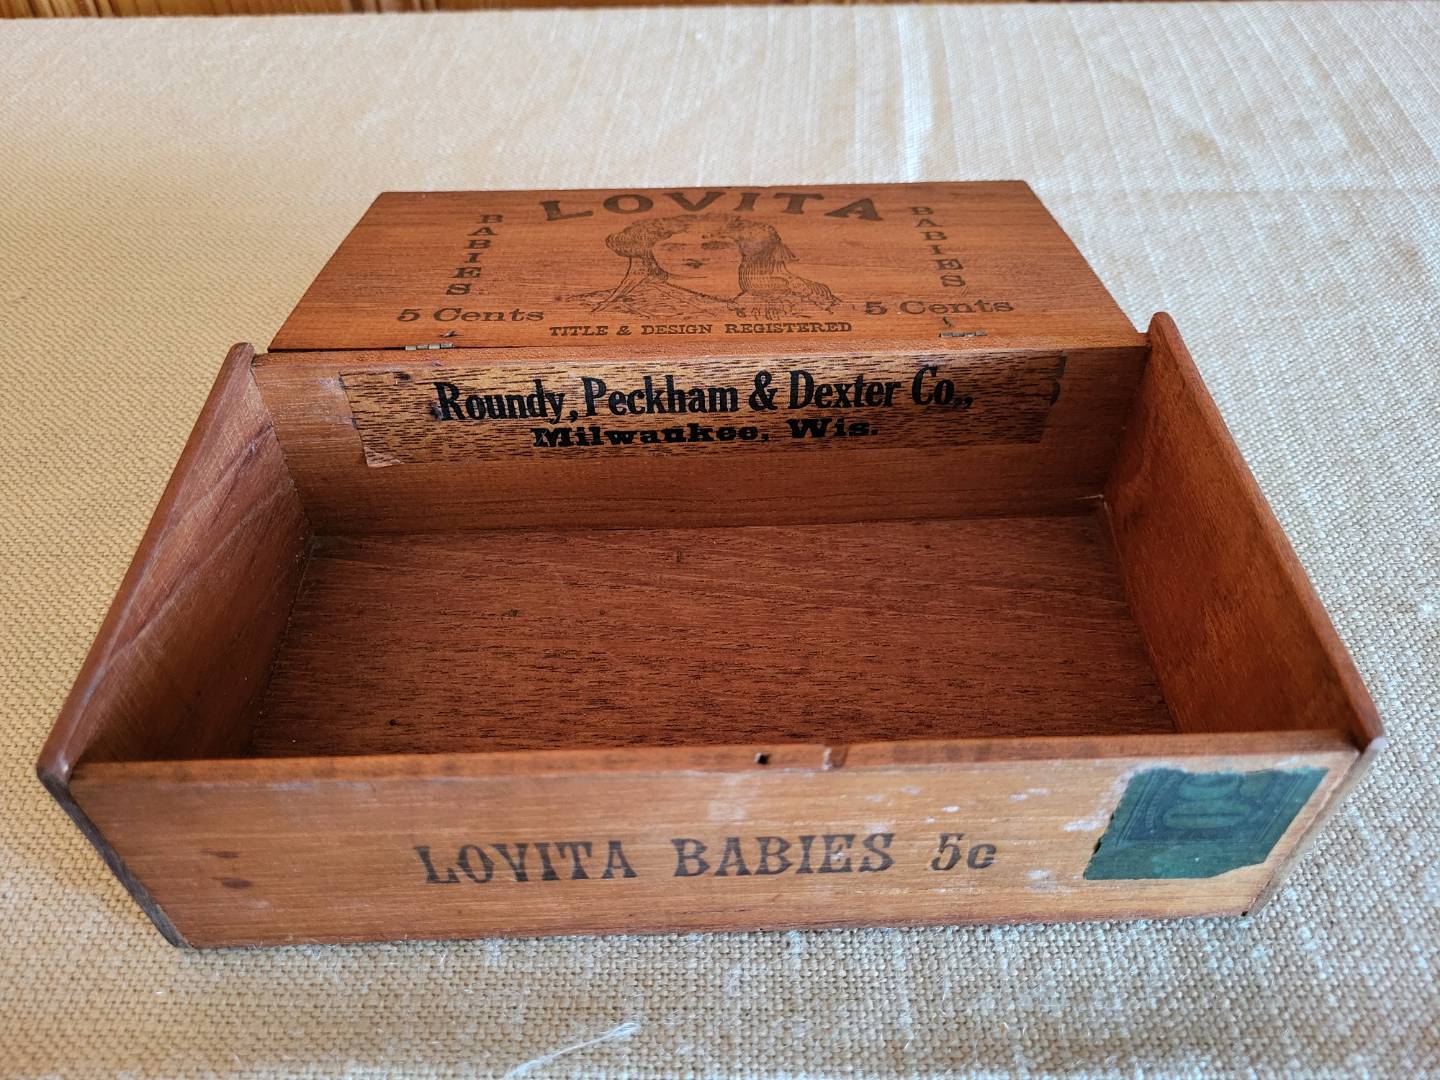 LOVITA
BABIES
BABIES
5 Cents
5 Cents
TITLE & DESIGN REGISTERED
Roundy, Peckham & Dexter Co.,
Milwaukee, Wis.
LOVITA BABIES 5c